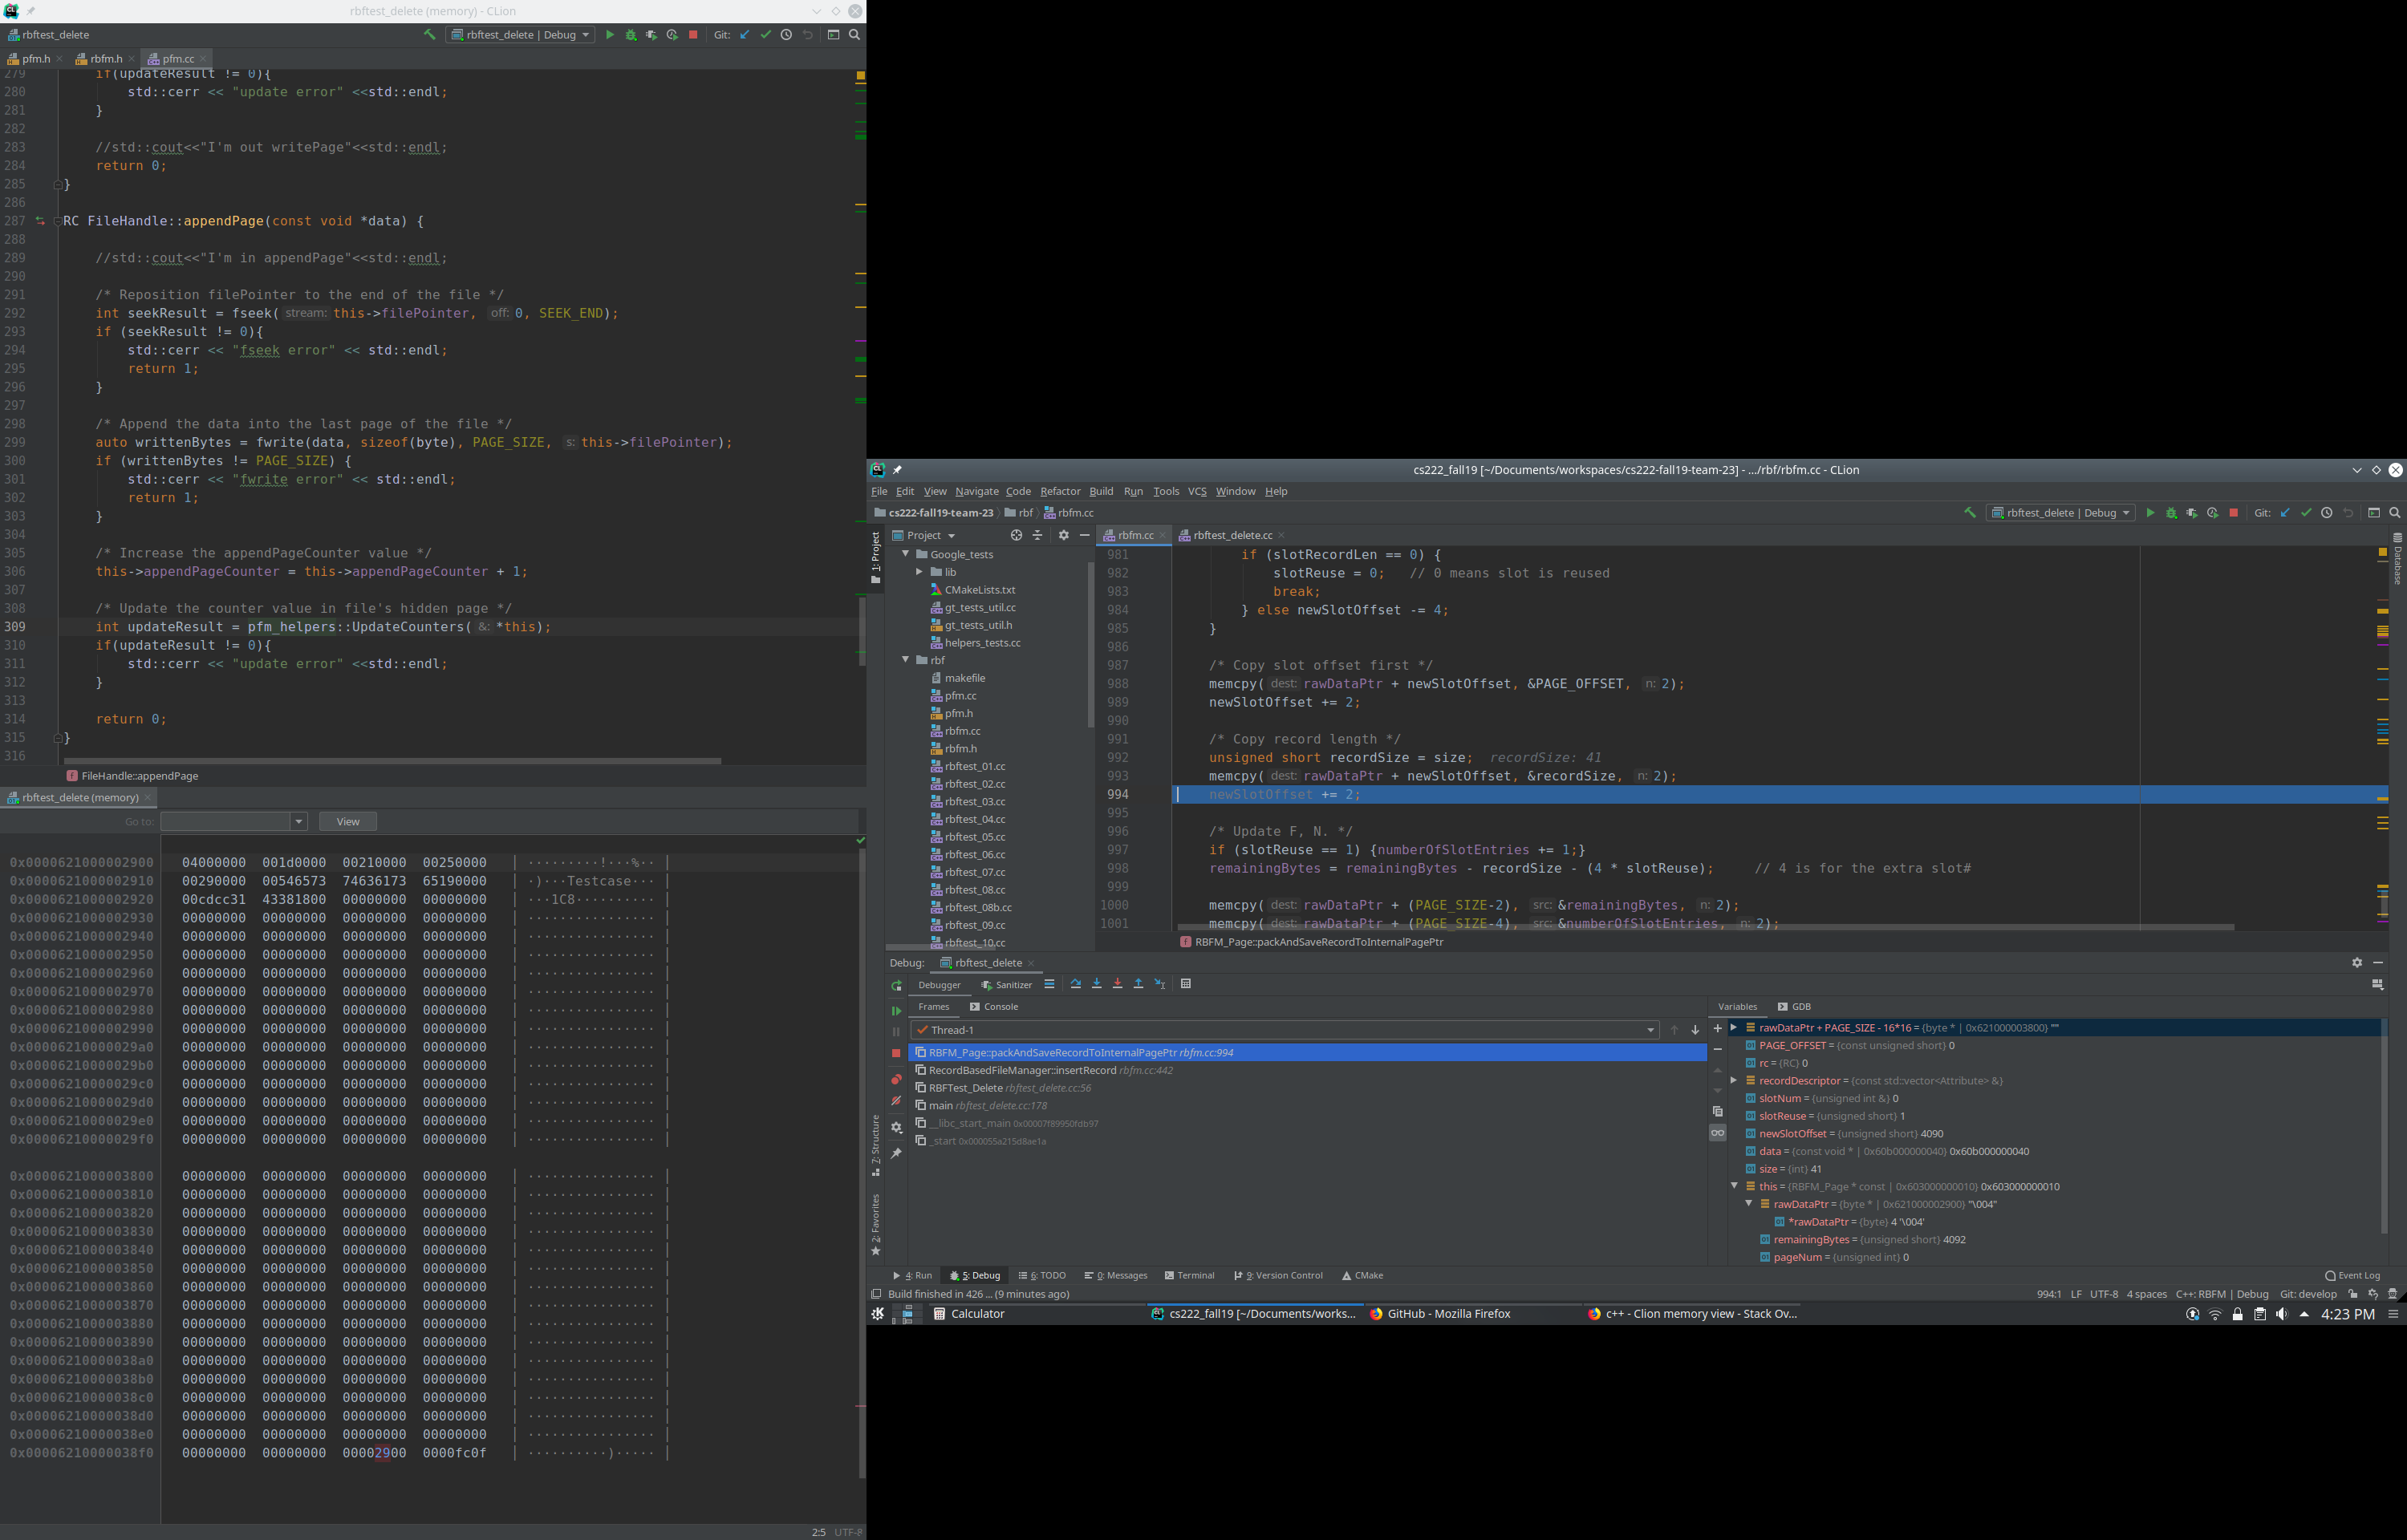 rbftest_delete (memory) - CLion
rbftest_delete
rbftest_delete | Debug
Git:
pfm.h
rbfm.h
pfm.cc
279 if(updateResult != 0){
280 std::cerr << "update error" <<std::endl;
281 }
282
283 //std::cout<<"I'm out writePage"<<std::endl;
284 return 0;
285 }
286
287 RC FileHandle::appendPage(const void *data) {
288
289 //std::cout<<"I'm in appendPage"<<std::endl;
290
291 /* Reposition filePointer to the end of the file */
292 int seekResult = fseek( stream: this->filePointer, off: 0, SEEK_END);
293 if (seekResult != 0){
294 std::cerr << "fseek error" << std::endl;
295 return 1;
296 }
297
298 /* Append the data into the last page of the file */
299 auto writtenBytes = fwrite(data, sizeof(byte), PAGE_SIZE, s: this->filePointer);
300 if (writtenBytes != PAGE_SIZE) {
301 std::cerr << "fwrite error" << std::endl;
302 return 1;
303 }
304
305 /* Increase the appendPageCounter value */
306 this->appendPageCounter = this->appendPageCounter + 1;
307
308 /* Update the counter value in file's hidden page */
309 int updateResult = pfm_helpers::UpdateCounters( &: *this);
310 if(updateResult != 0){
311 std::cerr << "update error" <<std::endl;
312 }
313
314 return 0;
315 }
316
FileHandle::appendPage
rbftest_delete (memory)
Go to:
View
0x0000621000002900 04000000 001d0000 00210000 00250000 | ·········!···%·· |
0x0000621000002910 00290000 00546573 74636173 65190000 | ·)···Testcase··· |
0x0000621000002920 00cdcc31 43381800 00000000 00000000 | ···1C8·········· |
0x0000621000002930 00000000 00000000 00000000 00000000 | ················ |
0x0000621000002940 00000000 00000000 00000000 00000000 | ················ |
0x0000621000002950 00000000 00000000 00000000 00000000 | ················ |
0x0000621000002960 00000000 00000000 00000000 00000000 | ················ |
0x0000621000002970 00000000 00000000 00000000 00000000 | ················ |
0x0000621000002980 00000000 00000000 00000000 00000000 | ················ |
0x0000621000002990 00000000 00000000 00000000 00000000 | ················ |
0x00006210000029a0 00000000 00000000 00000000 00000000 | ················ |
0x00006210000029b0 00000000 00000000 00000000 00000000 | ················ |
0x00006210000029c0 00000000 00000000 00000000 00000000 | ················ |
0x00006210000029d0 00000000 00000000 00000000 00000000 | ················ |
0x00006210000029e0 00000000 00000000 00000000 00000000 | ················ |
0x00006210000029f0 00000000 00000000 00000000 00000000 | ················ |
0x0000621000003800 00000000 00000000 00000000 00000000 | ················ |
0x0000621000003810 00000000 00000000 00000000 00000000 | ················ |
0x0000621000003820 00000000 00000000 00000000 00000000 | ················ |
0x0000621000003830 00000000 00000000 00000000 00000000 | ················ |
0x0000621000003840 00000000 00000000 00000000 00000000 | ················ |
0x0000621000003850 00000000 00000000 00000000 00000000 | ················ |
0x0000621000003860 00000000 00000000 00000000 00000000 | ················ |
0x0000621000003870 00000000 00000000 00000000 00000000 | ················ |
0x0000621000003880 00000000 00000000 00000000 00000000 | ················ |
0x0000621000003890 00000000 00000000 00000000 00000000 | ················ |
0x00006210000038a0 00000000 00000000 00000000 00000000 | ················ |
0x00006210000038b0 00000000 00000000 00000000 00000000 | ················ |
0x00006210000038c0 00000000 00000000 00000000 00000000 | ················ |
0x00006210000038d0 00000000 00000000 00000000 00000000 | ················ |
0x00006210000038e0 00000000 00000000 00000000 00000000 | ················ |
0x00006210000038f0 00000000 00000000 00002900 0000fc0f | ··········)····· |
2:5 UTF-8
cs222_fall19 [~/Documents/workspaces/cs222-fall19-team-23] - .../rbf/rbfm.cc - CLion
File Edit View Navigate Code Refactor Build Run Tools VCS Window Help
cs222-fall19-team-23 rbf rbfm.cc
rbftest_delete | Debug
Git:
1: Project
Project
Google_tests
lib
CMakeLists.txt
gt_tests_util.cc
gt_tests_util.h
helpers_tests.cc
rbf
makefile
pfm.cc
pfm.h
rbfm.cc
rbfm.h
rbftest_01.cc
rbftest_02.cc
rbftest_03.cc
rbftest_04.cc
rbftest_05.cc
rbftest_06.cc
rbftest_07.cc
rbftest_08.cc
rbftest_08b.cc
rbftest_09.cc
rbftest_10.cc
rbfm.cc
rbftest_delete.cc
981 if (slotRecordLen == 0) {
982 slotReuse = 0; // 0 means slot is reused
983 break;
984 } else newSlotOffset -= 4;
985 }
986
987 /* Copy slot offset first */
988 memcpy( dest: rawDataPtr + newSlotOffset, &PAGE_OFFSET, n: 2);
989 newSlotOffset += 2;
990
991 /* Copy record length */
992 unsigned short recordSize = size; recordSize: 41
993 memcpy( dest: rawDataPtr + newSlotOffset, &recordSize, n: 2);
994 newSlotOffset += 2;
995
996 /* Update F, N. */
997 if (slotReuse == 1) {numberOfSlotEntries += 1;}
998 remainingBytes = remainingBytes - recordSize - (4 * slotReuse); // 4 is for the extra slot#
999
1000 memcpy( dest: rawDataPtr + (PAGE_SIZE-2), src: &remainingBytes, n: 2);
1001 memcpy( dest: rawDataPtr + (PAGE_SIZE-4), src: &numberOfSlotEntries, n: 2);
RBFM_Page::packAndSaveRecordToInternalPagePtr
Database
Debug: rbftest_delete
Debugger Sanitizer
Frames Console
Thread-1
RBFM_Page::packAndSaveRecordToInternalPagePtr rbfm.cc:994
RecordBasedFileManager::insertRecord rbfm.cc:442
RBFTest_Delete rbftest_delete.cc:56
main rbftest_delete.cc:178
__libc_start_main 0x00007f89950fdb97
_start 0x000055a215d8ae1a
7: Structure
2: Favorites
Variables GDB
rawDataPtr + PAGE_SIZE - 16*16 = {byte * | 0x621000003800} ""
PAGE_OFFSET = {const unsigned short} 0
rc = {RC} 0
recordDescriptor = {const std::vector<Attribute> &}
slotNum = {unsigned int &} 0
slotReuse = {unsigned short} 1
newSlotOffset = {unsigned short} 4090
data = {const void * | 0x60b000000040} 0x60b000000040
size = {int} 41
this = {RBFM_Page * const | 0x603000000010} 0x603000000010
rawDataPtr = {byte * | 0x621000002900} "\004"
*rawDataPtr = {byte} 4 '\004'
remainingBytes = {unsigned short} 4092
pageNum = {unsigned int} 0
4: Run 5: Debug 6: TODO 0: Messages Terminal 9: Version Control CMake
Event Log
Build finished in 426 ... (9 minutes ago)
994:1 LF UTF-8 4 spaces C++: RBFM | Debug Git: develop
Calculator
cs222_fall19 [~/Documents/works...
GitHub - Mozilla Firefox
c++ - Clion memory view - Stack Ov...
4:23 PM